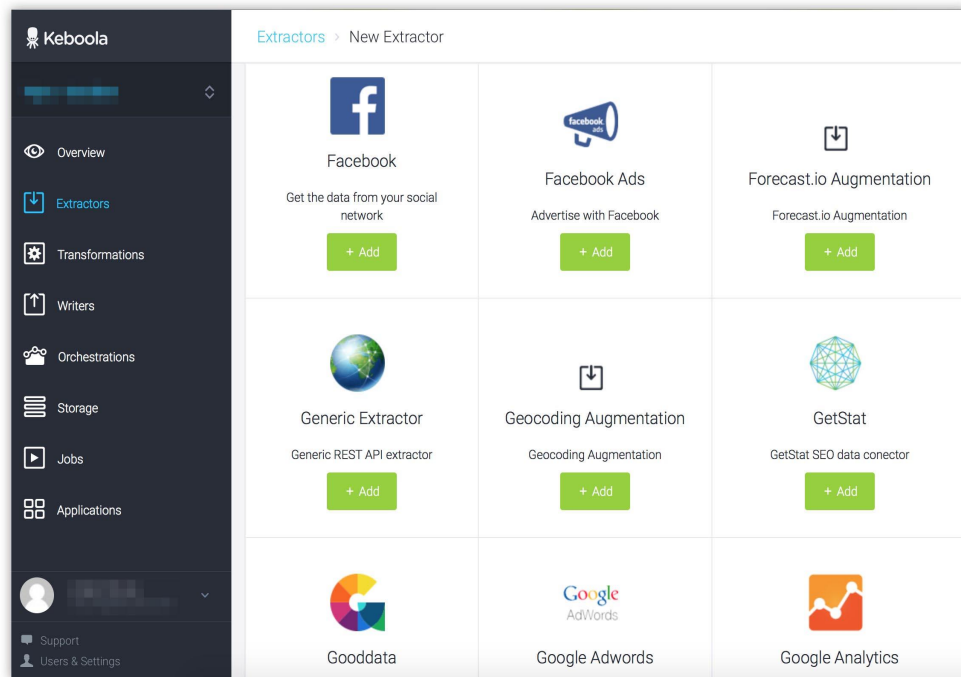 Keboola
Extractors > New Extractor
Overview
Extractors
Transformations
Writers
Orchestrations
Storage
Jobs
Applications
Support
Users & Settings
f
Facebook
Get the data from your social
network
+ Add
facebook
ads
Facebook Ads
Advertise with Facebook
+ Add
Forecast.io Augmentation
Forecast.io Augmentation
+ Add
Generic Extractor
Generic REST API extractor
+ Add
Geocoding Augmentation
Geocoding Augmentation
+ Add
GetStat
GetStat SEO data conector
+ Add
Gooddata
Google
AdWords
Google Adwords
Google Analytics